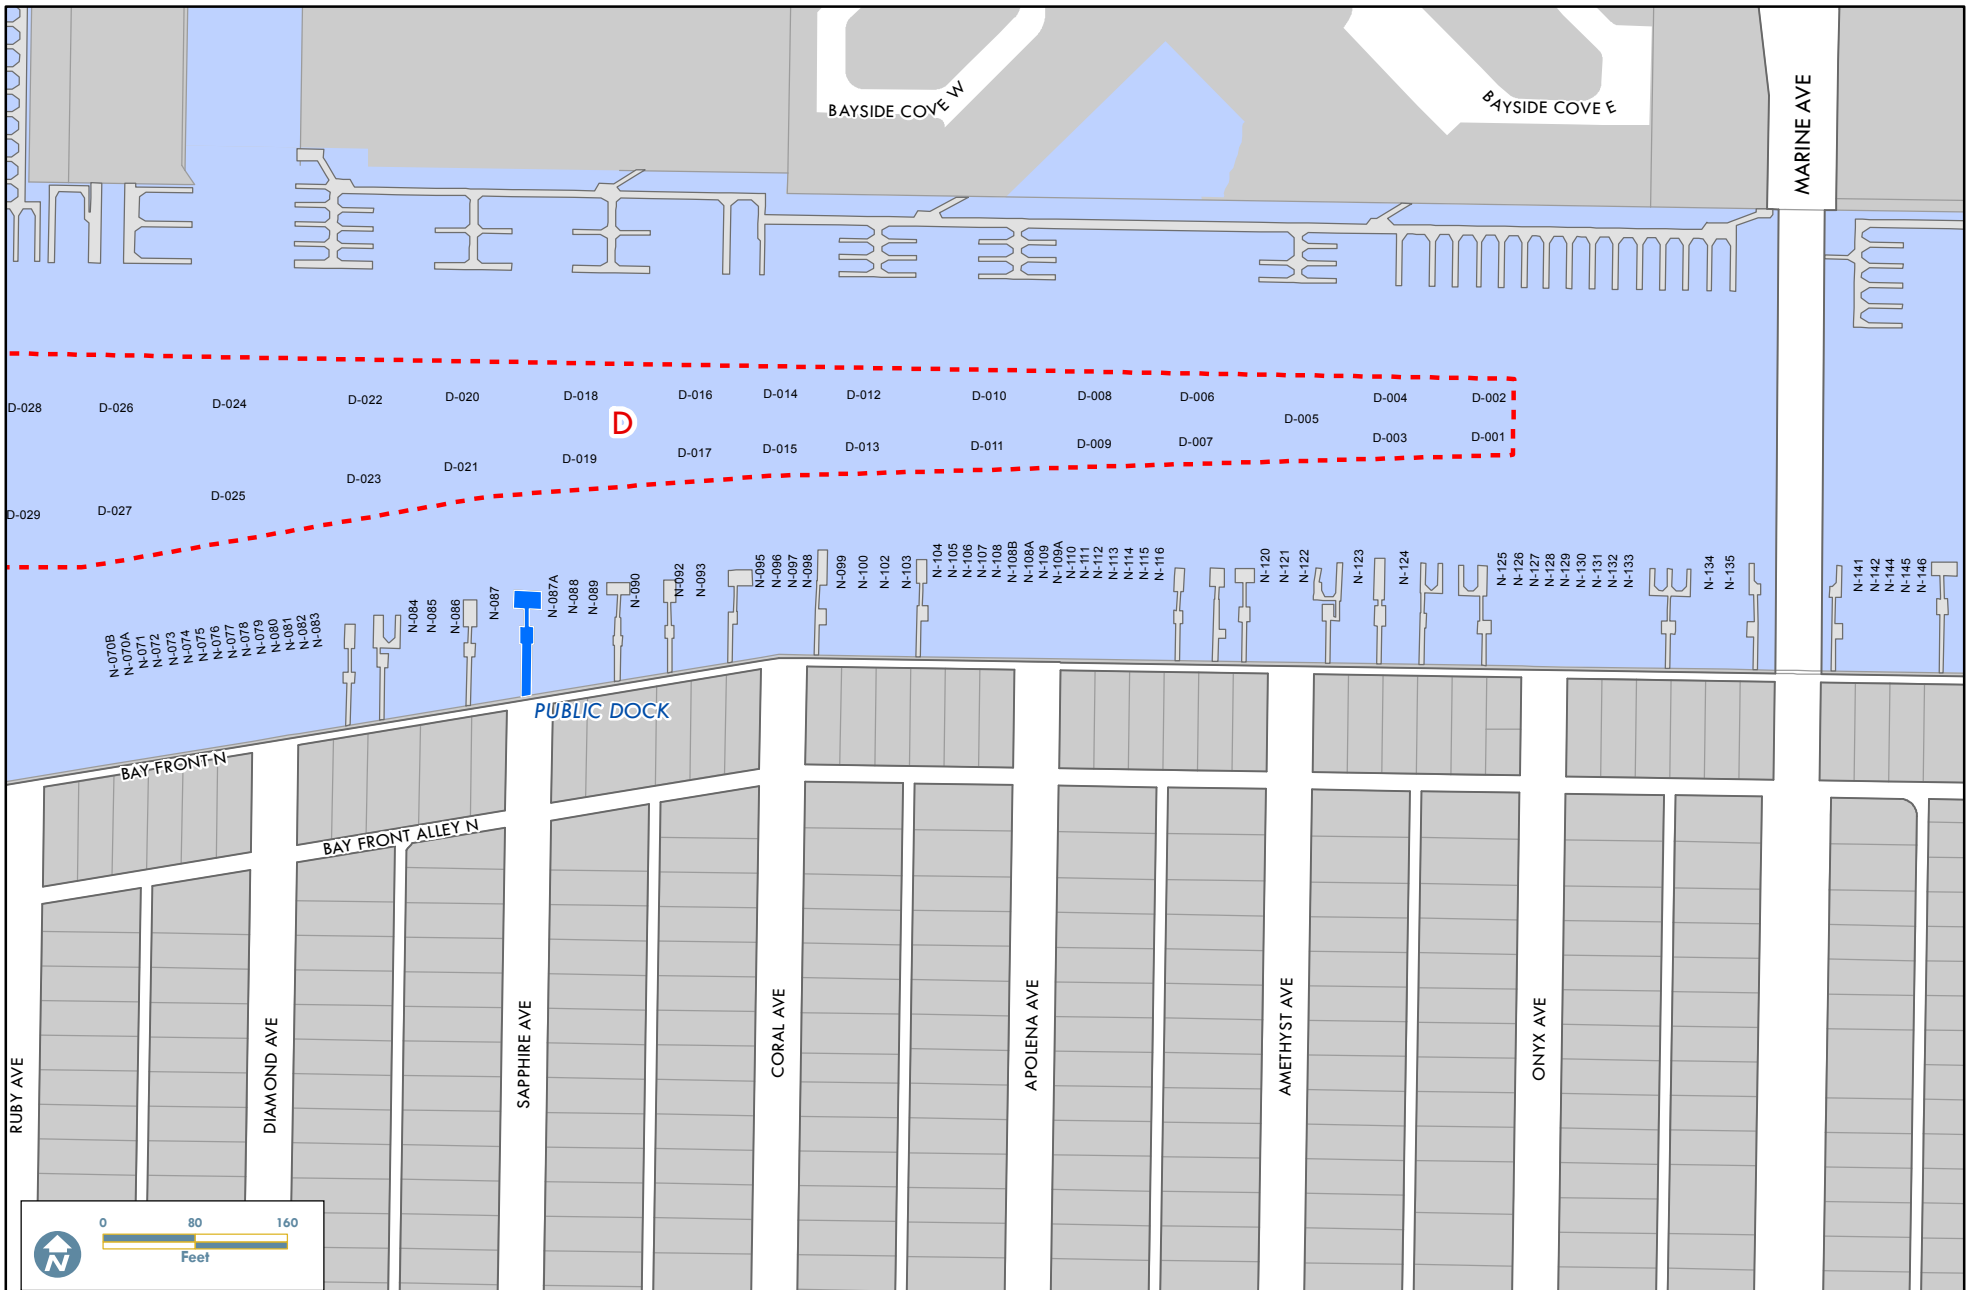 BAYSIDE COVE W
BAYSIDE COVE E
MARINE AVE
D-028
D-026
D-024
D-022
D-020
D-018
D-016
D-014
D-012
D-010
D-008
D-006
D-005
D-004
D-002
D
D-029
D-027
D-025
D-023
D-021
D-019
D-017
D-015
D-013
D-011
D-009
D-007
D-003
D-001
N-070B
N-070A
N-071
N-072
N-073
N-074
N-075
N-076
N-077
N-078
N-079
N-080
N-081
N-082
N-083
N-084
N-085
N-086
N-087
N-087A
N-088
N-089
N-090
N-092
N-093
N-095
N-096
N-097
N-098
N-099
N-100
N-102
N-103
N-104
N-105
N-106
N-107
N-108
N-108B
N-108A
N-109
N-109A
N-110
N-111
N-112
N-113
N-114
N-115
N-116
N-120
N-121
N-122
N-123
N-124
N-125
N-126
N-127
N-128
N-129
N-130
N-131
N-132
N-133
N-134
N-135
N-141
N-142
N-144
N-145
N-146
PUBLIC DOCK
BAY FRONT N
BAY FRONT ALLEY N
RUBY AVE
DIAMOND AVE
SAPPHIRE AVE
CORAL AVE
APOLENA AVE
AMETHYST AVE
ONYX AVE
N
0 80 160
Feet